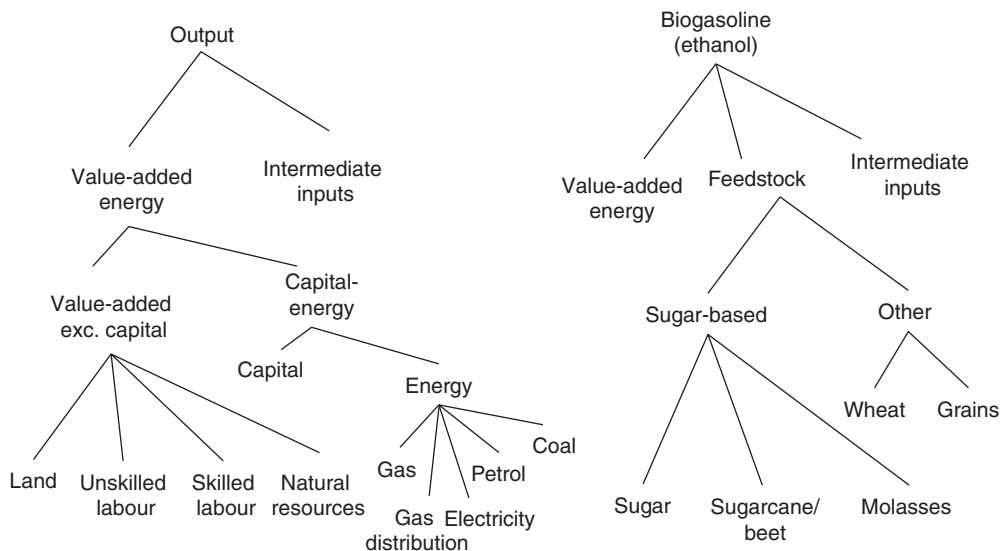 Output
Value-added
energy
Intermediate
inputs
Value-added
exc. capital
Capital-
energy
Capital
Energy
Land
Unskilled
labour
Skilled
labour
Natural
resources
Gas
Gas
distribution
Electricity
Petrol
Coal
Biogasoline
(ethanol)
Value-added
energy
Feedstock
Intermediate
inputs
Sugar-based
Other
Wheat
Grains
Sugar
Sugarcane/
beet
Molasses